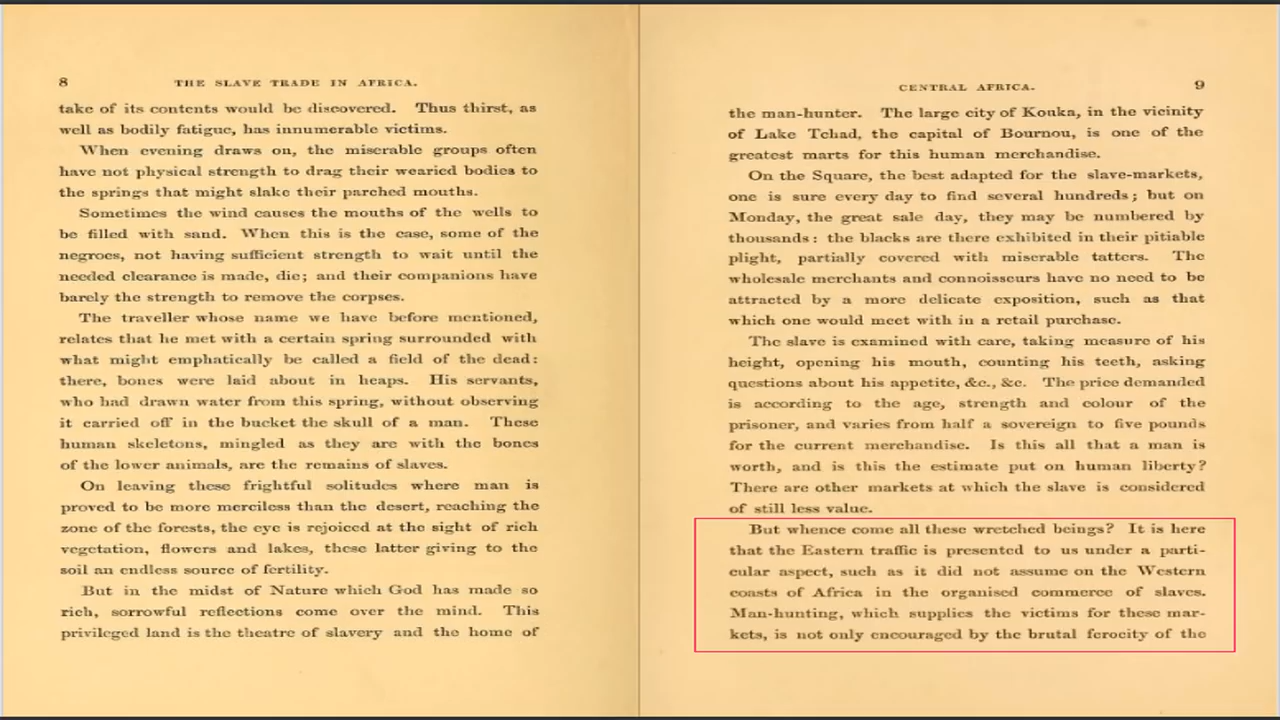 8
THE SLAVE TRADE IN AFRICA.
take of its contents would be discovered. Thus thirst, as
well as bodily fatigue, has innumerable victims.
When evening draws on, the miserable groups often
have not physical strength to drag their wearied bodies to
the springs that might slake their parched mouths.
Sometimes the wind causes the mouths of the wells to
be filled with sand. When this is the case, some of the
negroes, not having sufficient strength to wait until the
needed clearance is made, die; and their companions have
barely the strength to remove the corpses.
The traveller whose name we have before mentioned,
relates that he met with a certain spring surrounded with
what might emphatically be called a field of the dead:
there, bones were laid about in heaps. His servants,
who had drawn water from this spring, without observing
it carried off in the bucket the skull of a man. These
human skeletons, mingled as they are with the bones
of the lower animals, are the remains of slaves.
On leaving these frightful solitudes where man is
proved to be more merciless than the desert, reaching the
zone of the forests, the eye is rejoiced at the sight of rich
vegetation, flowers and lakes, these latter giving to the
soil an endless source of fertility.
But in the midst of Nature which God has made so
rich, sorrowful reflections come over the mind. This
privileged land is the theatre of slavery and the home of
CENTRAL AFRICA.
9
the man-hunter. The large city of Kouka, in the vicinity
of Lake Tchad, the capital of Bournou, is one of the
greatest marts for this human merchandise.
On the Square, the best adapted for the slave-markets,
one is sure every day to find several hundreds; but on
Monday, the great sale day, they may be numbered by
thousands: the blacks are there exhibited in their pitiable
plight, partially covered with miserable tatters. The
wholesale merchants and connoisseurs have no need to be
attracted by a more delicate exposition, such as that
which one would meet with in a retail purchase.
The slave is examined with care, taking measure of his
height, opening his mouth, counting his teeth, asking
questions about his appetite, &c., &c. The price demanded
is according to the age, strength and colour of the
prisoner, and varies from half a sovereign to five pounds
for the current merchandise. Is this all that a man is
worth, and is this the estimate put on human liberty?
There are other markets at which the slave is considered
of still less value.
But whence come all these wretched beings? It is here
that the Eastern traffic is presented to us under a parti-
cular aspect, such as it did not assume on the Western
coasts of Africa in the organised commerce of slaves.
Man-hunting, which supplies the victims for these mar-
kets, is not only encouraged by the brutal ferocity of the